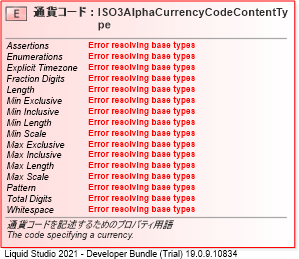 E 通貨コード : ISO3AlphaCurrencyCodeContentTy
pe
Assertions Error resolving base types
Enumerations Error resolving base types
Explicit Timezone Error resolving base types
Fraction Digits Error resolving base types
Length Error resolving base types
Min Exclusive Error resolving base types
Min Inclusive Error resolving base types
Min Length Error resolving base types
Min Scale Error resolving base types
Max Exclusive Error resolving base types
Max Inclusive Error resolving base types
Max Length Error resolving base types
Max Scale Error resolving base types
Pattern Error resolving base types
Total Digits Error resolving base types
Whitespace Error resolving base types
通貨コードを記述するためのプロパティ用語
The code specifying a currency.
Liquid Studio 2021 - Developer Bundle (Trial) 19.0.9.10834